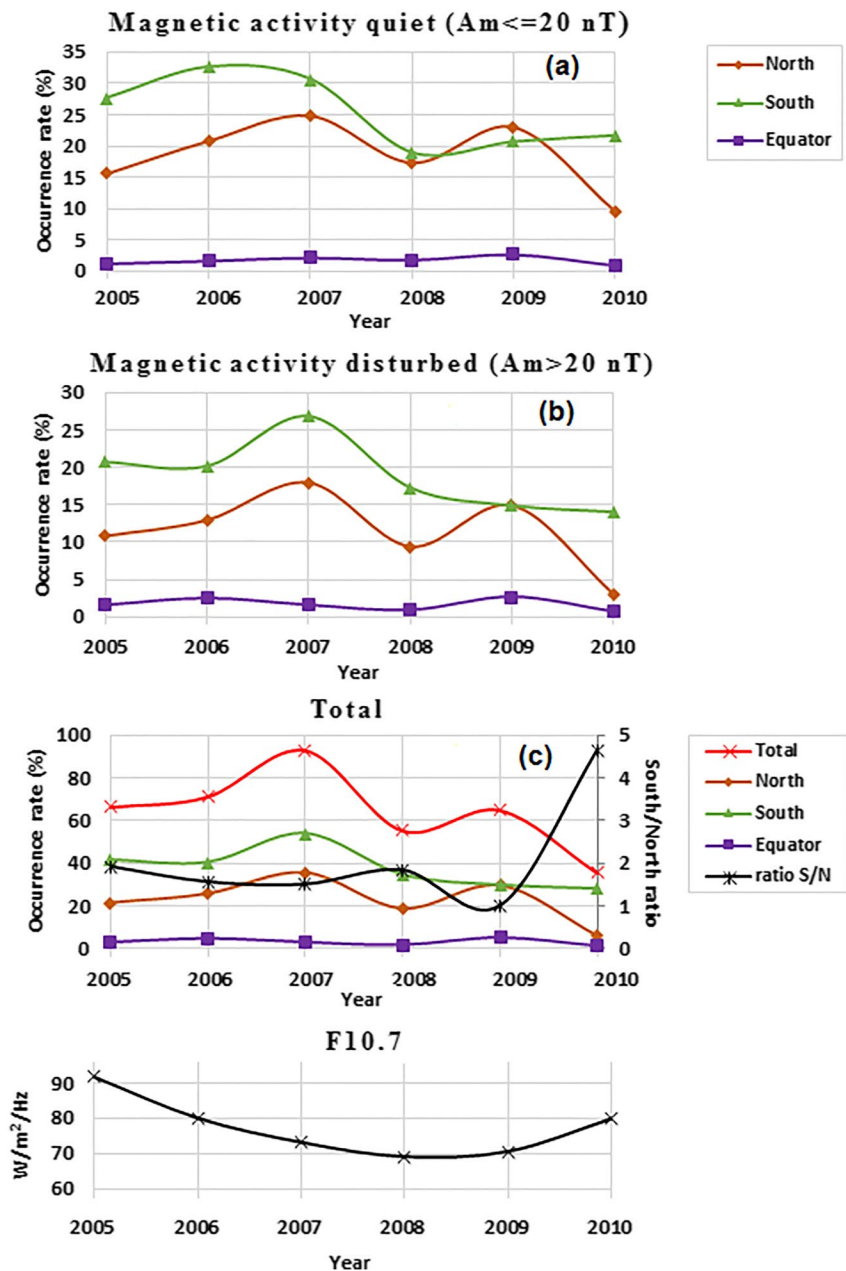 Magnetic activity quiet (Am<=20 nT)
Occurrence rate (%)
35
30
25
20
15
10
5
0
(a)
North
South
Equator
2005 2006 2007 2008 2009 2010
Year
Magnetic activity disturbed (Am>20 nT)
Occurrence rate (%)
30
25
20
15
10
5
0
(b)
2005 2006 2007 2008 2009 2010
Year
Total
Occurrence rate (%)
100
80
60
40
20
0
(c)
5
4
3
2
1
0
South/North ratio
Total
North
South
Equator
ratio S/N
2005 2006 2007 2008 2009 2010
Year
F10.7
W/m²/Hz
90
80
70
60
2005 2006 2007 2008 2009 2010
Year